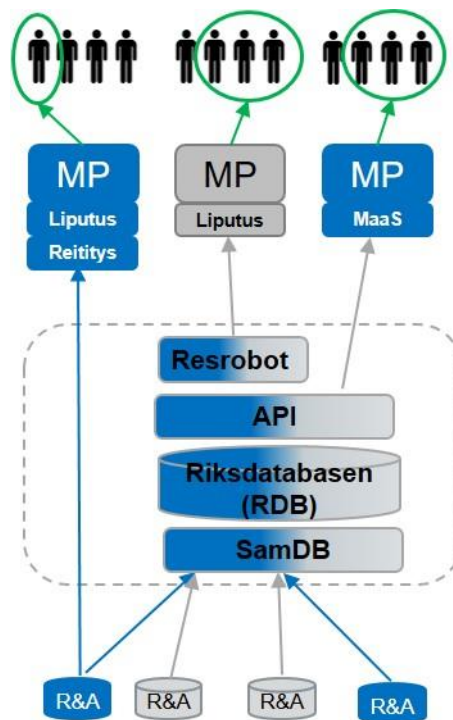 MP
Liputus
Reititys
MP
Liputus
MP
MaaS
Resrobot
API
Riksdatabasen
(RDB)
SamDB
R&A
R&A
R&A
R&A